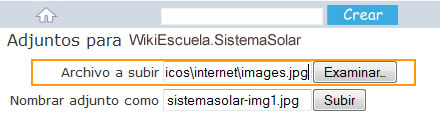 Crear
Adjuntos para WikiEscuela.SistemaSolar
Archivo a subir icos\internet\images.jpg Examinar..
Nombrar adjunto como sistemasolar-img1.jpg Subir